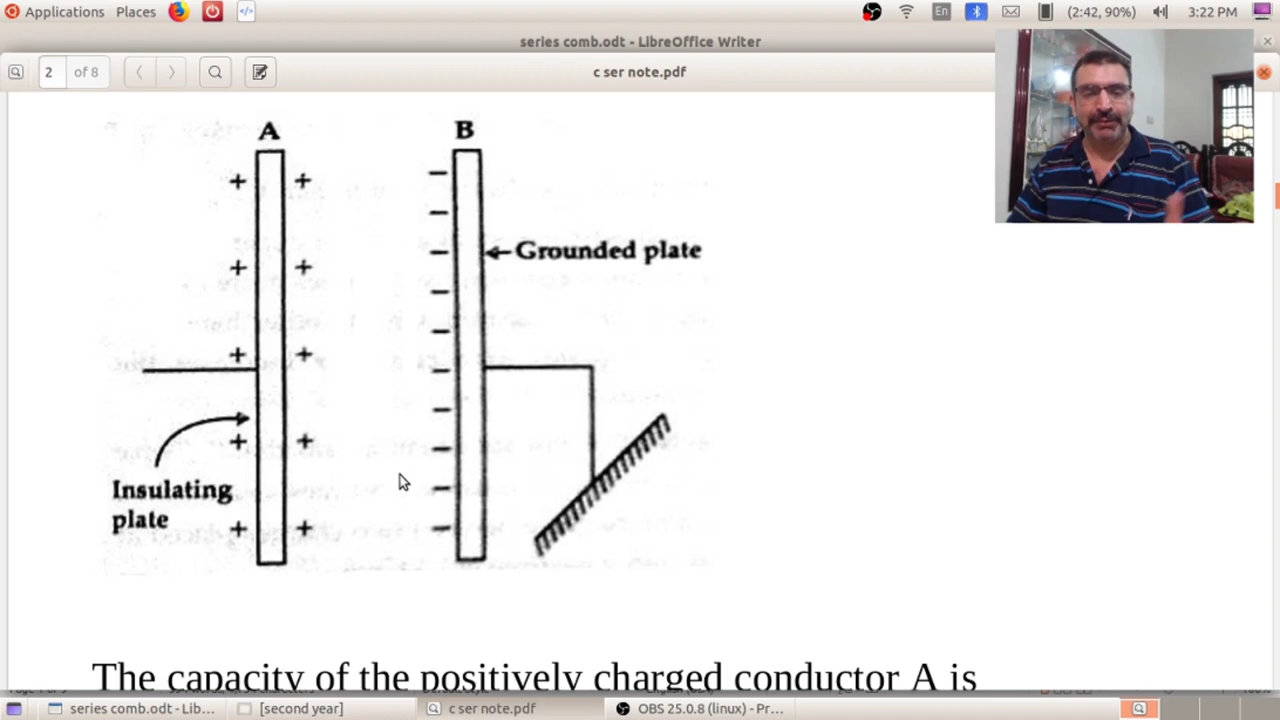 Applications Places </> En (2:42, 90%) 3:22 PM
series comb.odt - LibreOffice Writer
2 of 8 c ser note.pdf
A B
+ + −
−
+ + − Grounded plate
−
−
+ + −
−
+ + −
Insulating
plate
−
+ + −
The capacity of the positively charged conductor A is
100%
series comb.odt - Lib... [second year] c ser note.pdf OBS 25.0.8 (linux) - Pr...